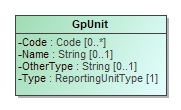 GpUnit
-Code : Code [0..*]
-Name : String [0..1]
-OtherType : String [0..1]
-Type : ReportingUnitType [1]